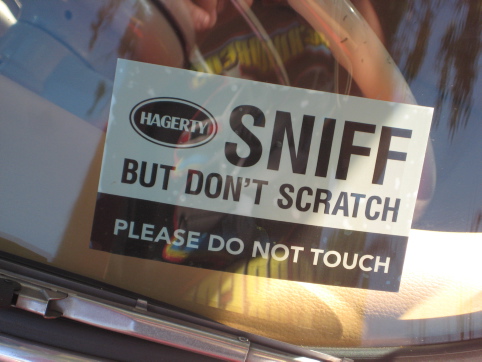 HAGERTY
SNIFF
BUT DON'T SCRATCH
PLEASE DO NOT TOUCH